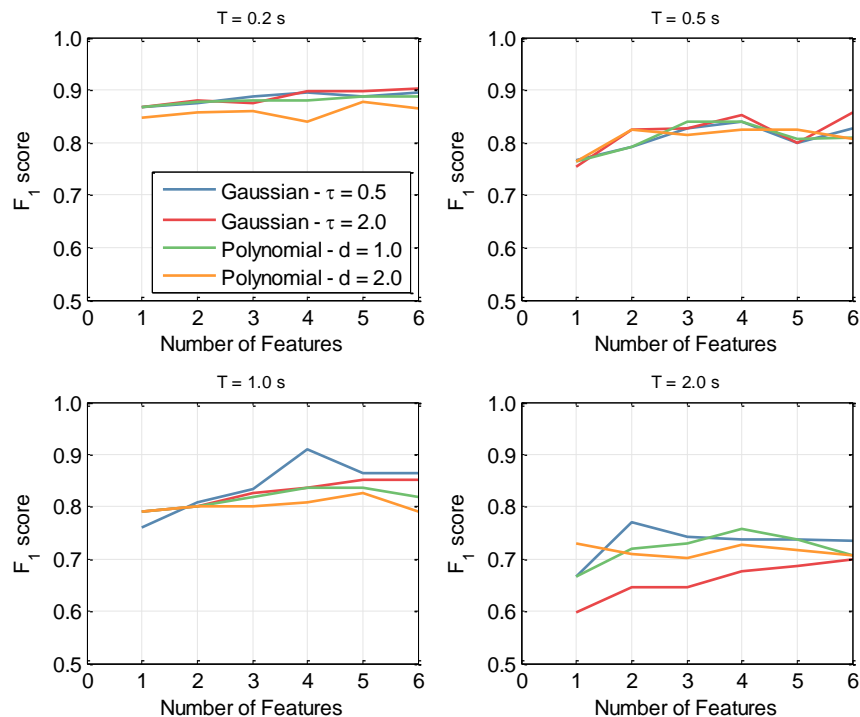 T = 0.2 s
1.0
0.9
0.8
0.7
0.6
0.5
F1 score
Gaussian - τ = 0.5
Gaussian - τ = 2.0
Polynomial - d = 1.0
Polynomial - d = 2.0
0 1 2 3 4 5 6
Number of Features
T = 0.5 s
1.0
0.9
0.8
0.7
0.6
0.5
F1 score
0 1 2 3 4 5 6
Number of Features
T = 1.0 s
1.0
0.9
0.8
0.7
0.6
0.5
F1 score
0 1 2 3 4 5 6
Number of Features
T = 2.0 s
1.0
0.9
0.8
0.7
0.6
0.5
F1 score
0 1 2 3 4 5 6
Number of Features